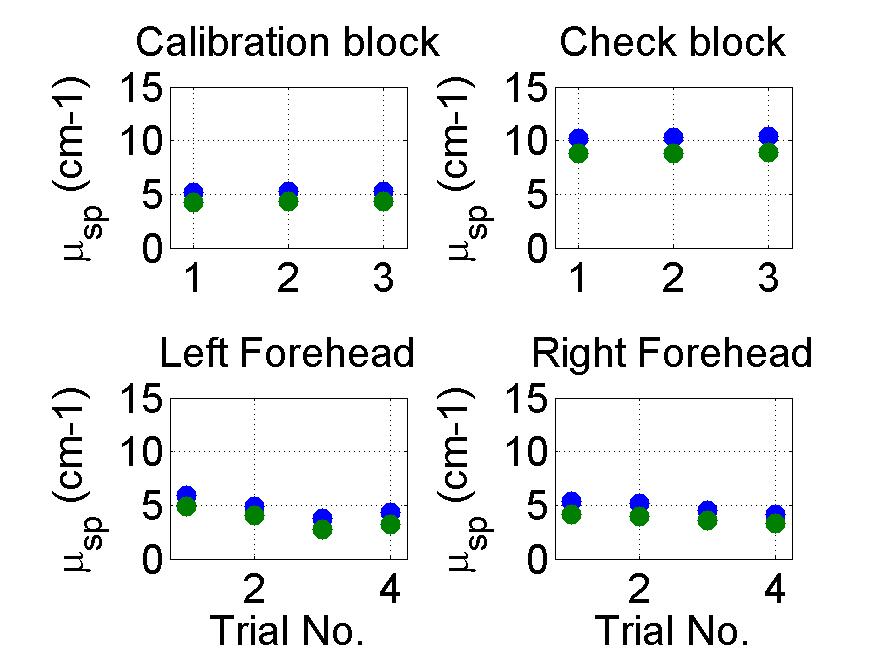 Calibration block
μsp (cm-1)
15
10
5
0
1 2 3
Check block
μsp (cm-1)
15
10
5
0
1 2 3
Left Forehead
μsp (cm-1)
15
10
5
0
2 4
Trial No.
Right Forehead
μsp (cm-1)
15
10
5
0
2 4
Trial No.